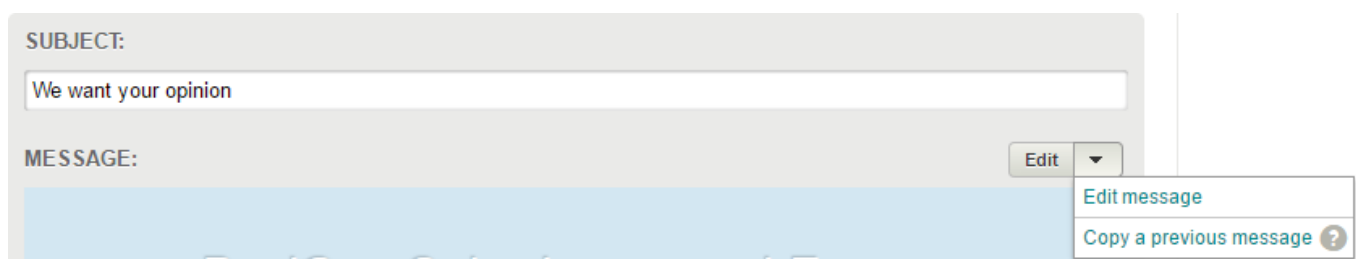 SUBJECT:
We want your opinion
MESSAGE:
Edit
Edit message
Copy a previous message ?